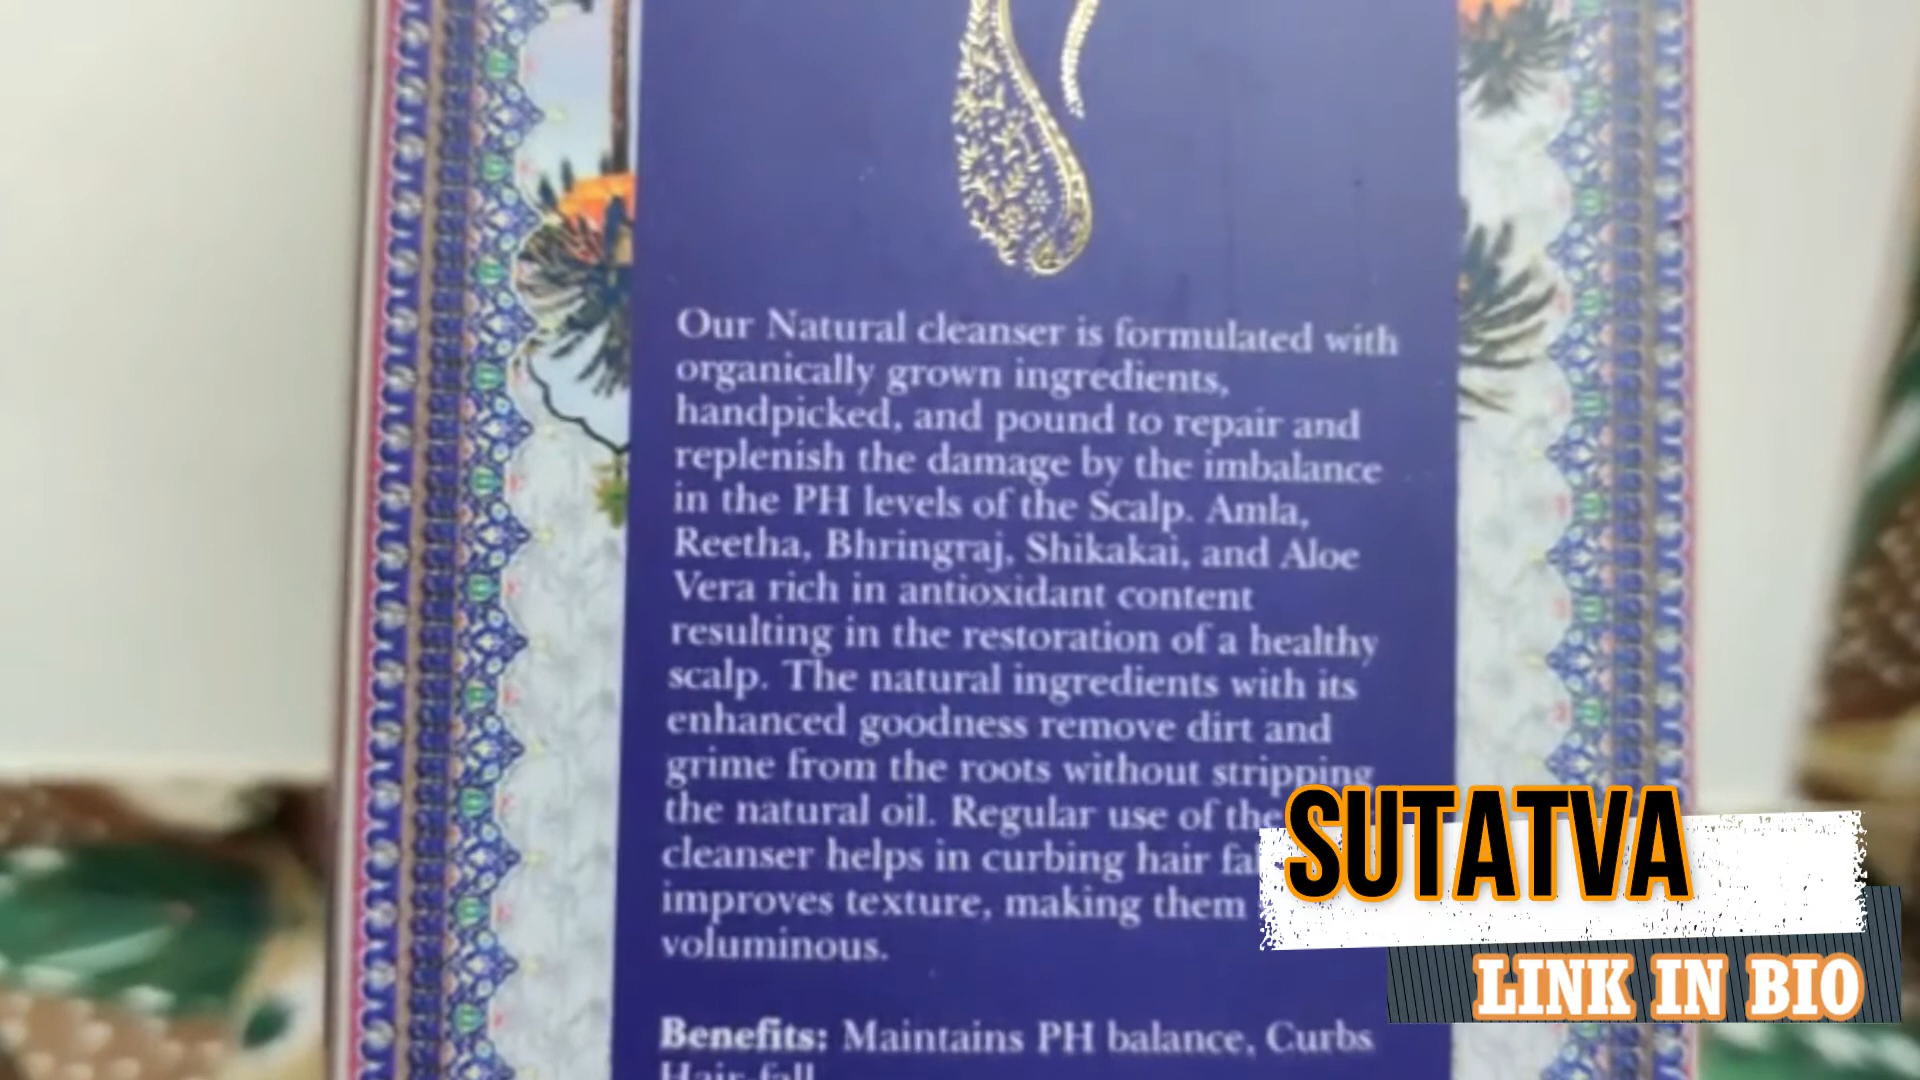 Our Natural cleanser is formulated with
organically grown ingredients,
handpicked, and pound to repair and
replenish the damage by the imbalance
in the PH levels of the Scalp. Amla,
Reetha, Bhringraj, Shikakai, and Aloe
Vera rich in antioxidant content
resulting in the restoration of a healthy
scalp. The natural ingredients with its
enhanced goodness remove dirt and
grime from the roots without stripping
the natural oil. Regular use of the
cleanser helps in curbing hair
improves texture, making them
voluminous.
Benefits: Maintains PH balance, Curbs
Hair fall
SUTATVA
LINK IN BIO